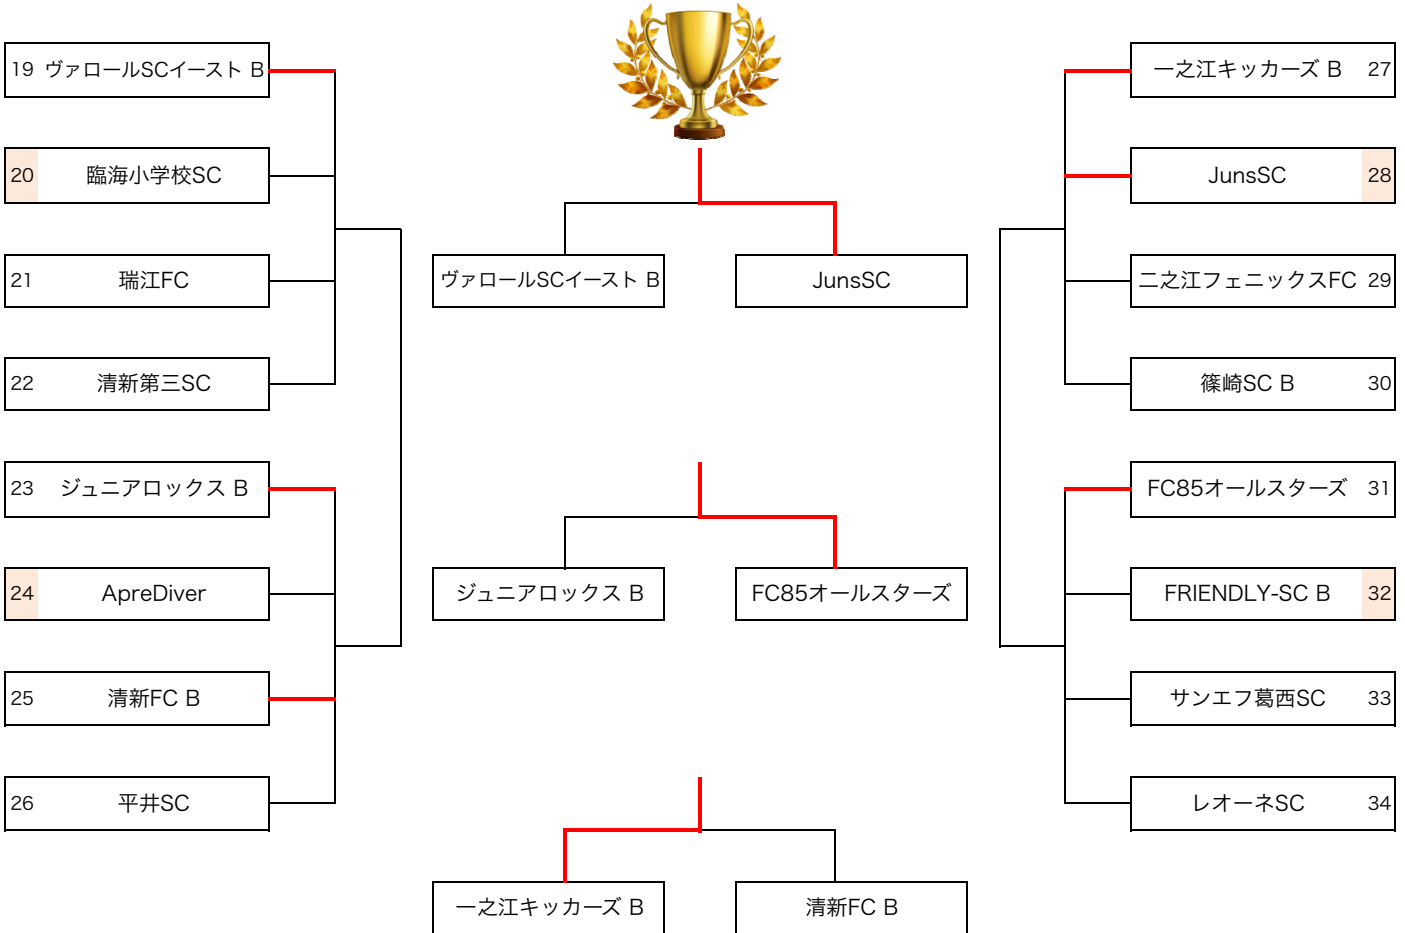 19 ヴァロールSCイースト B
20 臨海小学校SC
21 瑞江FC
22 清新第三SC
23 ジュニアロックス B
24 ApreDiver
25 清新FC B
26 平井SC
ヴァロールSCイースト B
JunsSC
ジュニアロックス B
FC85オールスターズ
一之江キッカーズ B
清新FC B
一之江キッカーズ B 27
JunsSC 28
二之江フェニックスFC 29
篠崎SC B 30
FC85オールスターズ 31
FRIENDLY-SC B 32
サンエフ葛西SC 33
レオーネSC 34